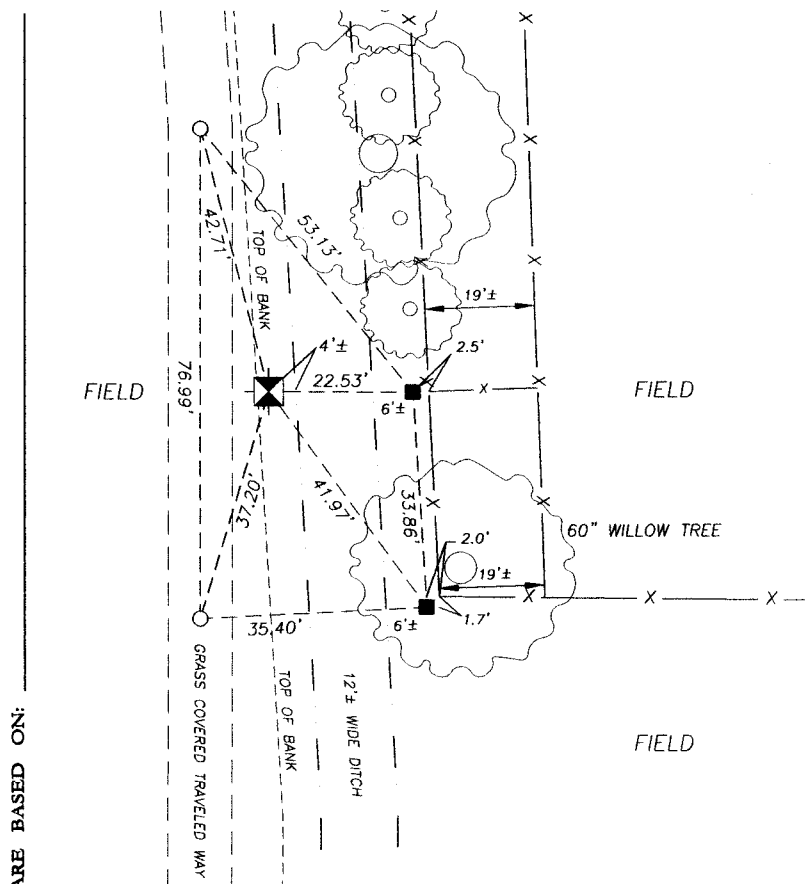 42.71'
53.13'
TOP OF BANK
19'±
4'±
2.5'
76.99'
22.53'
FIELD
6'±
FIELD
37.20'
41.97'
33.86'
60" WILLOW TREE
2.0'
19'±
35.40'
6'±
1.7'
GRASS COVERED TRAVELED WAY
TOP OF BANK
12'± WIDE DITCH
FIELD
ARE BASED ON: